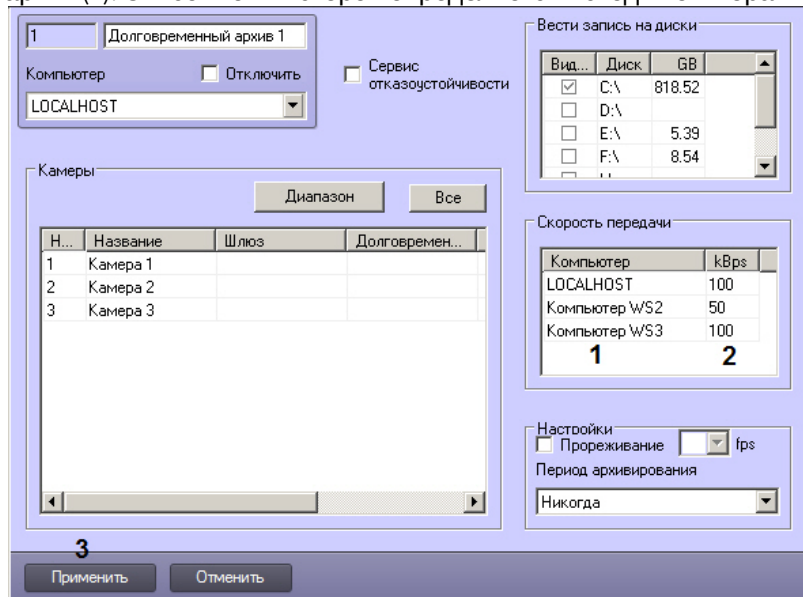 1 Долговременный архив 1
Компьютер Отключить
LOCALHOST
Сервис
отказоустойчивости
Вести запись на диски
Вид... Диск GB
C:\ 818.52
D:\
E:\ 5.39
F:\ 8.54
Камеры
Диапазон Все
Н... Название Шлюз Долговремен...
1 Камера 1
2 Камера 2
3 Камера 3
Скорость передачи
Компьютер kBps
LOCALHOST 100
Компьютер WS2 50
Компьютер WS3 100
1 2
Настройки
Прореживание fps
Период архивирования
Никогда
3
Применить Отменить